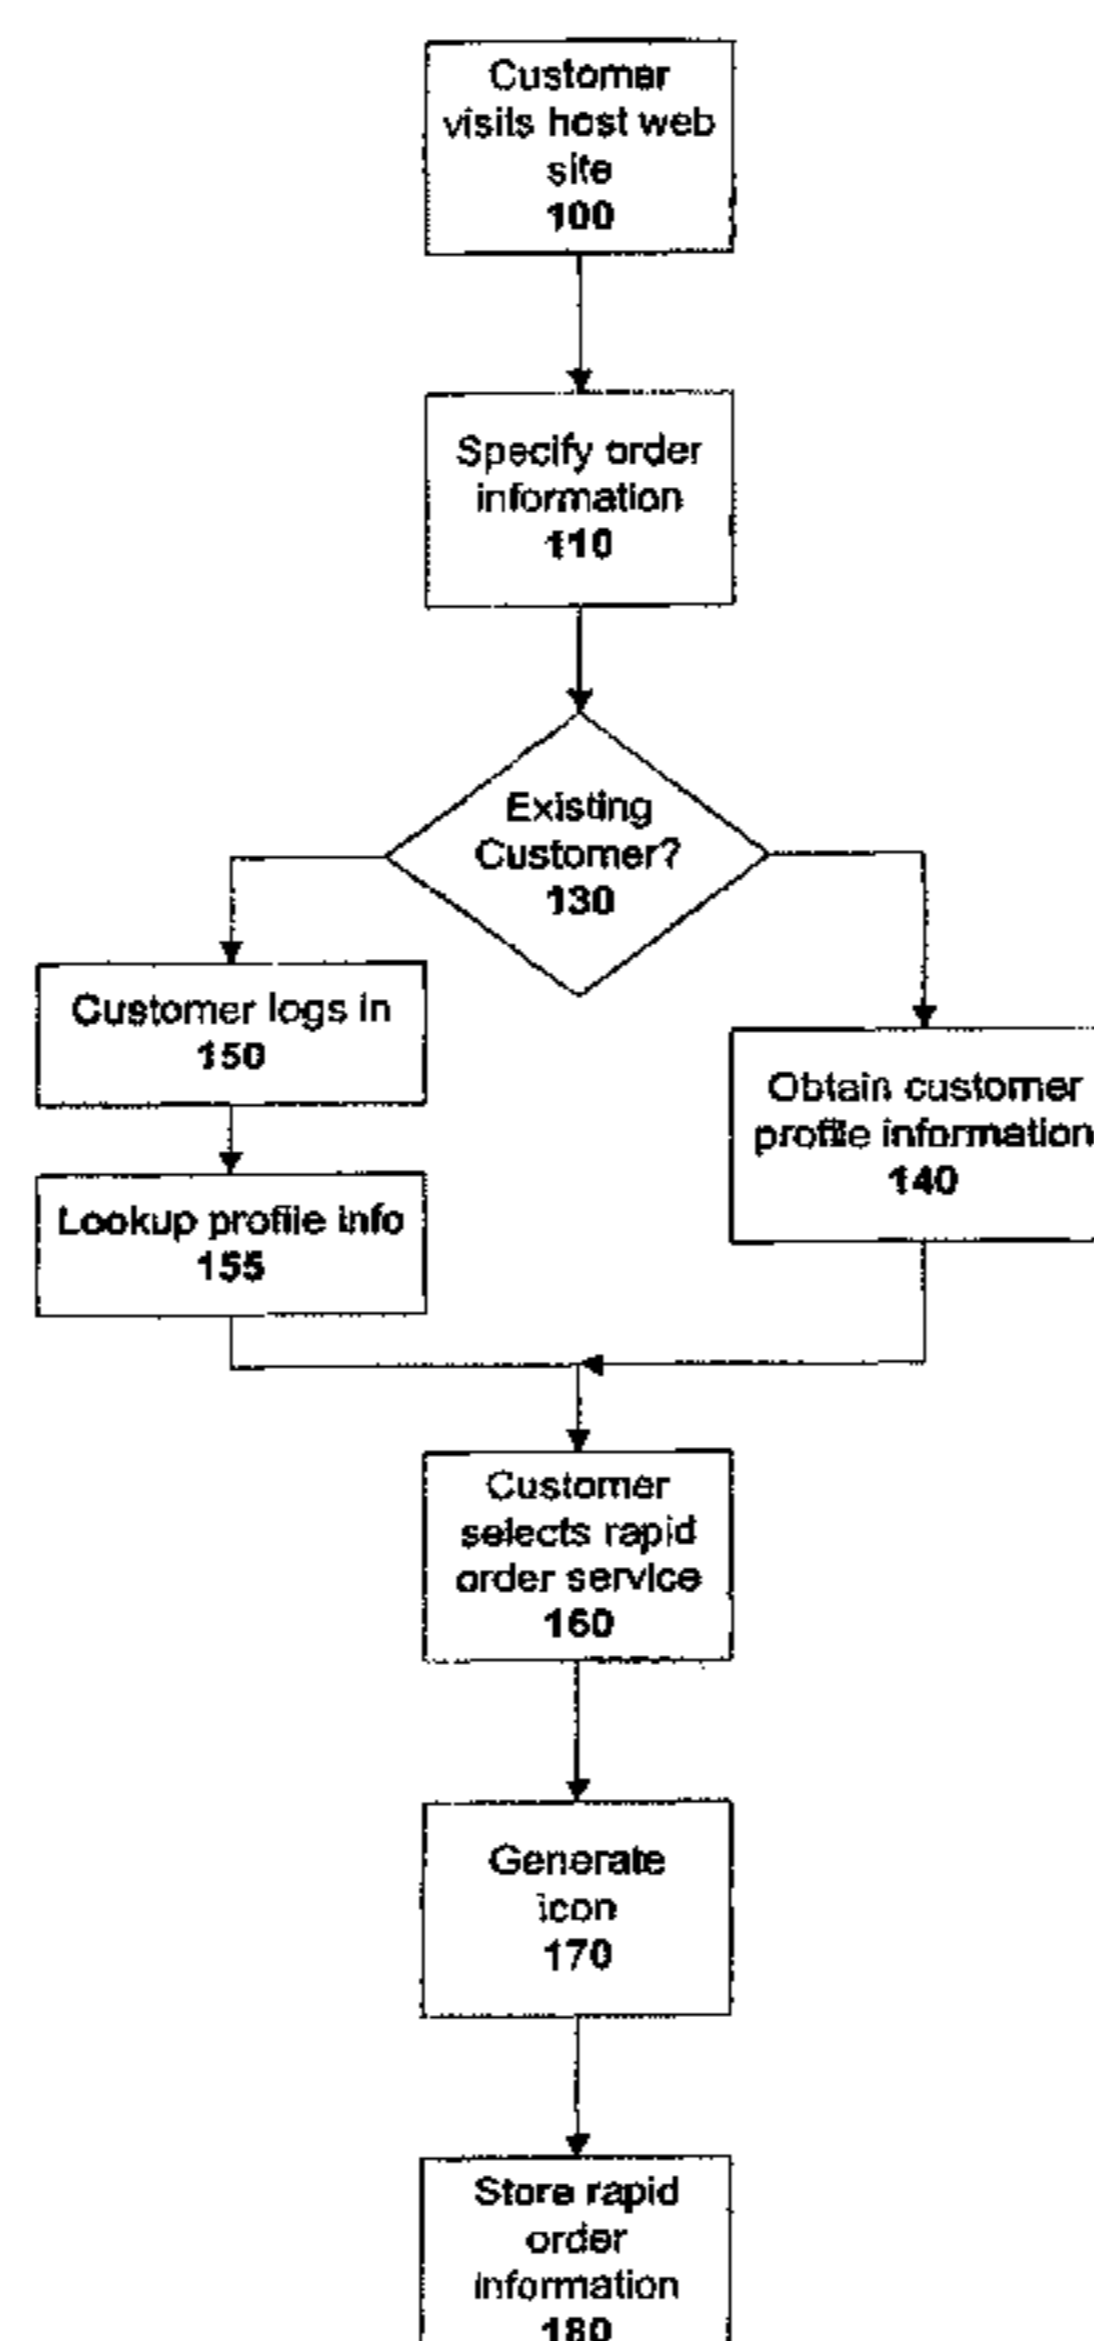 Customer
visits host web
site
100
Specify order
information
110
Existing
Customer?
130
Customer logs in
150
Lookup profile info
155
Obtain customer
profile information
140
Customer
selects rapid
order service
160
Generate
icon
170
Store rapid
order
information
180